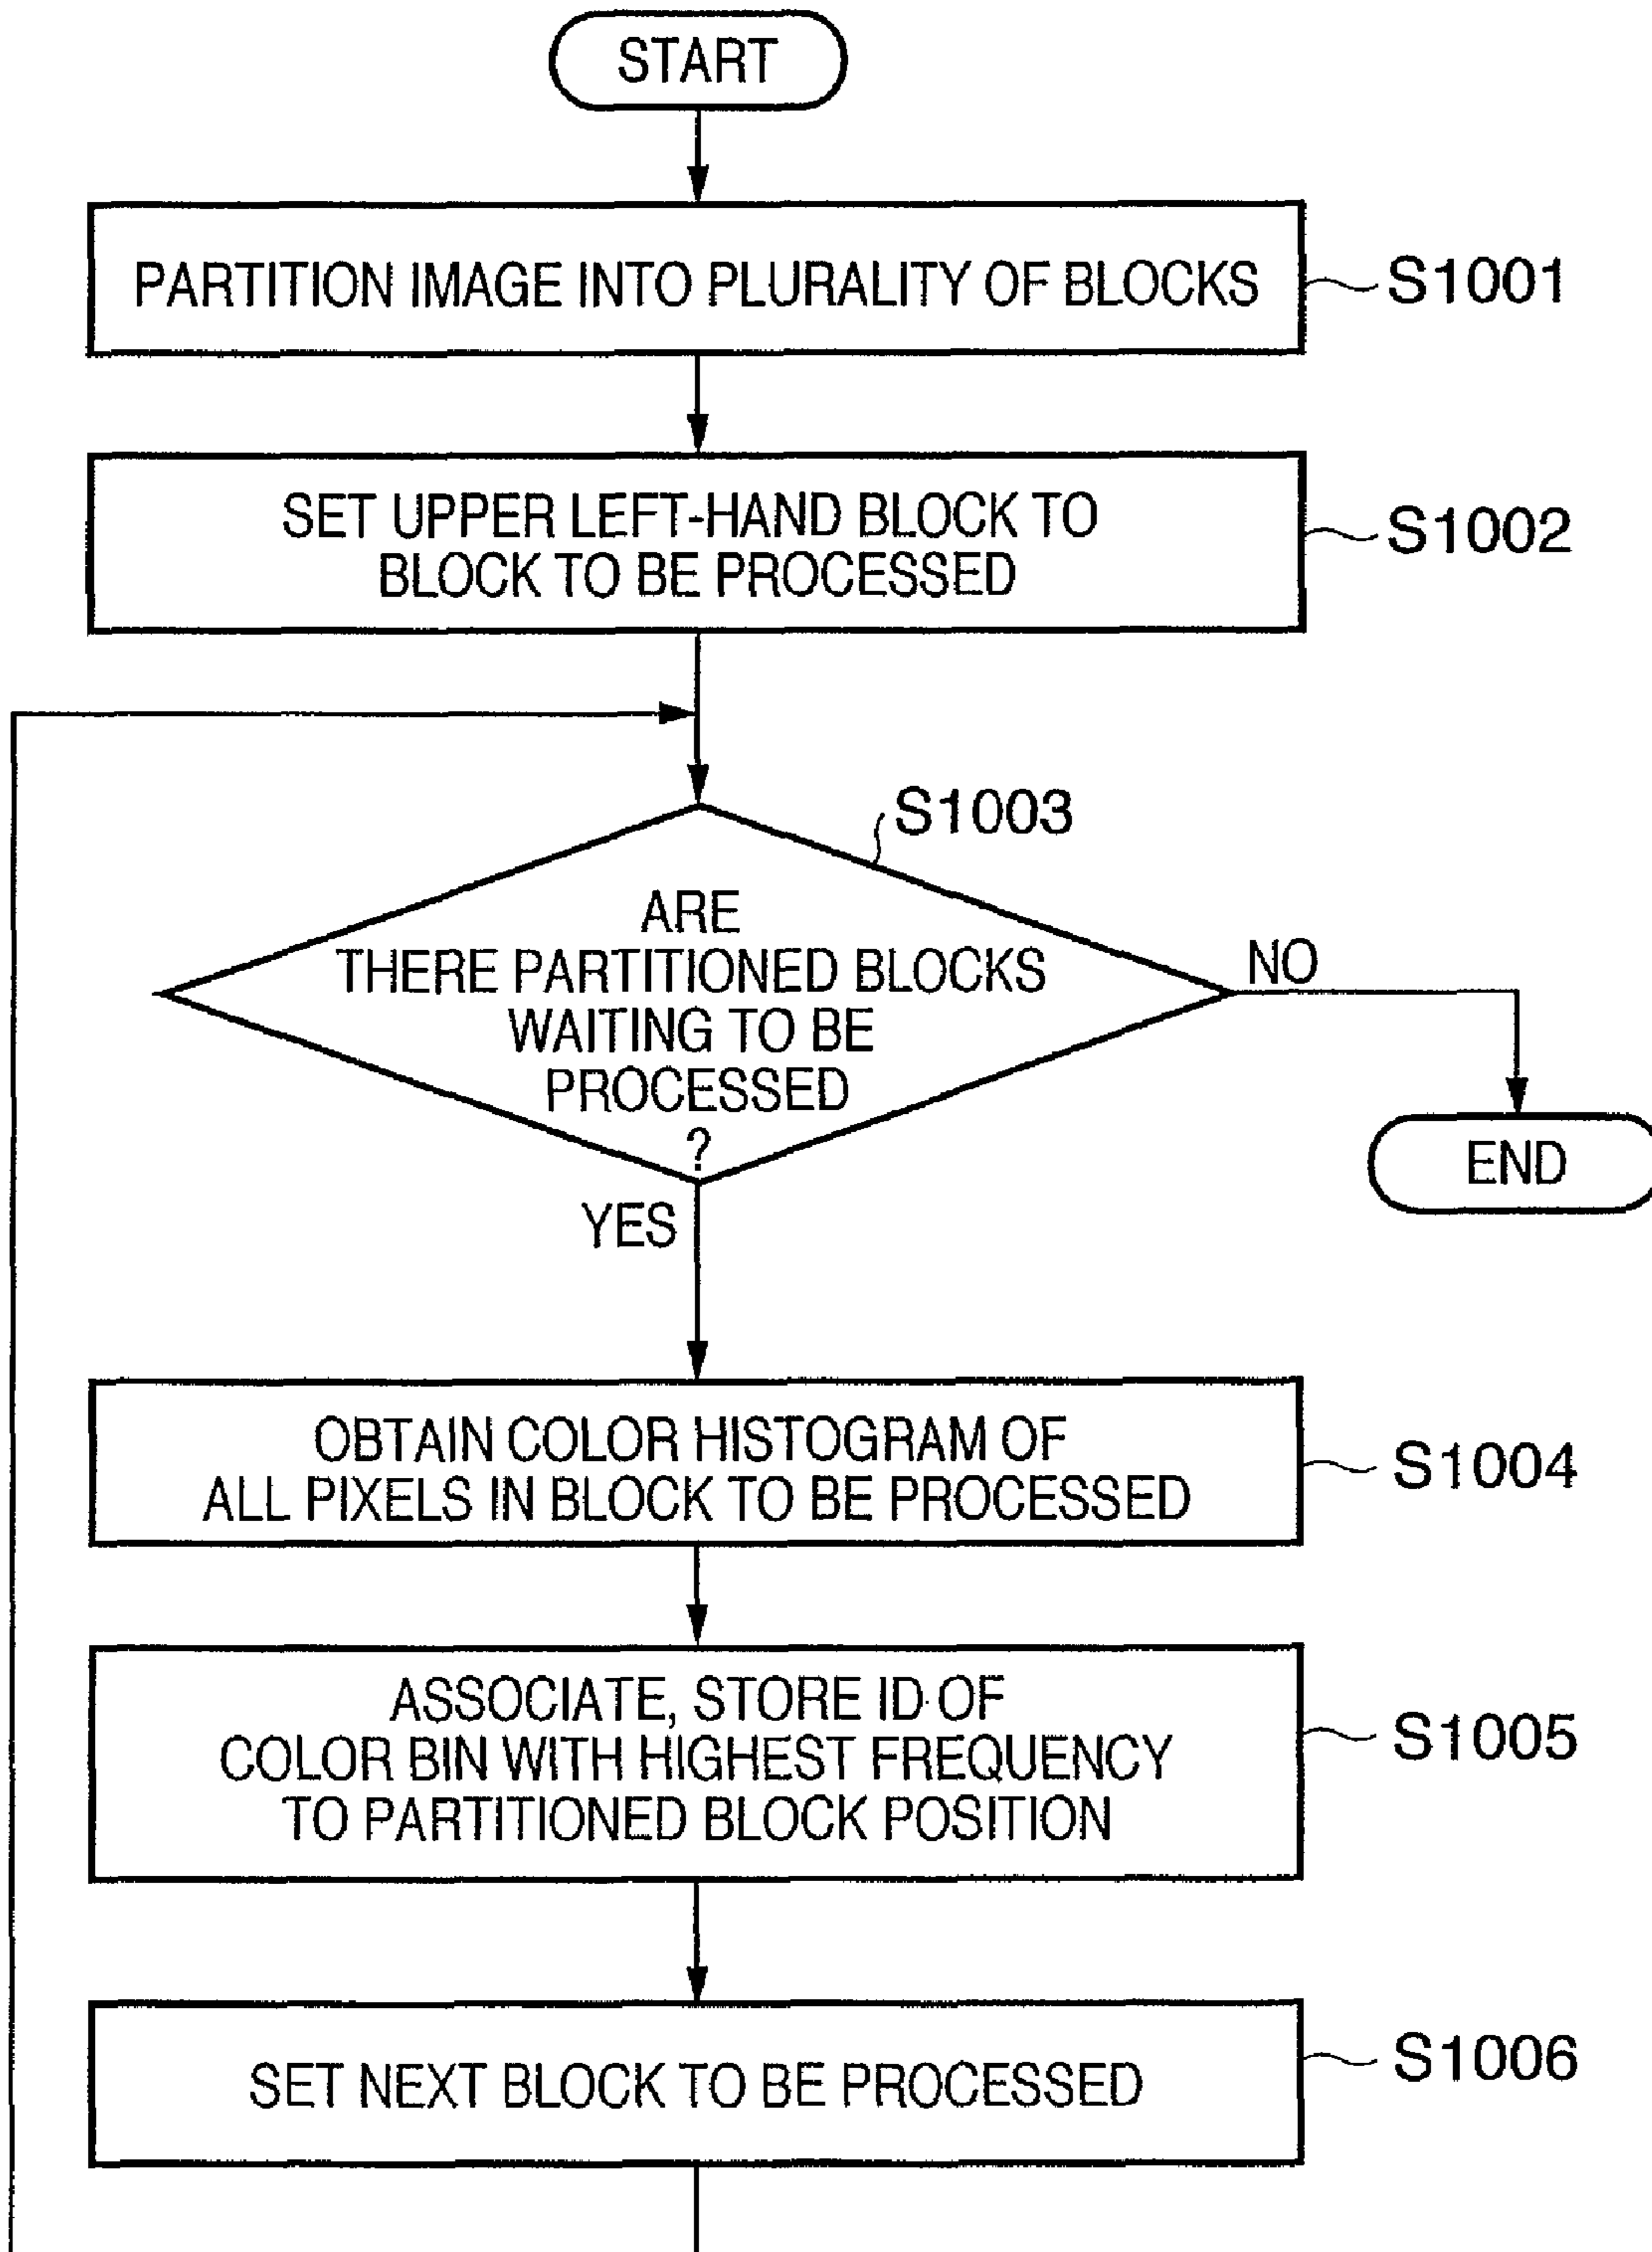 START
PARTITION IMAGE INTO PLURALITY OF BLOCKS
S1001
SET UPPER LEFT-HAND BLOCK TO
BLOCK TO BE PROCESSED
S1002
S1003
ARE
THERE PARTITIONED BLOCKS
WAITING TO BE
PROCESSED
?
NO
END
YES
OBTAIN COLOR HISTOGRAM OF
ALL PIXELS IN BLOCK TO BE PROCESSED
S1004
ASSOCIATE, STORE ID OF
COLOR BIN WITH HIGHEST FREQUENCY
TO PARTITIONED BLOCK POSITION
S1005
SET NEXT BLOCK TO BE PROCESSED
S1006